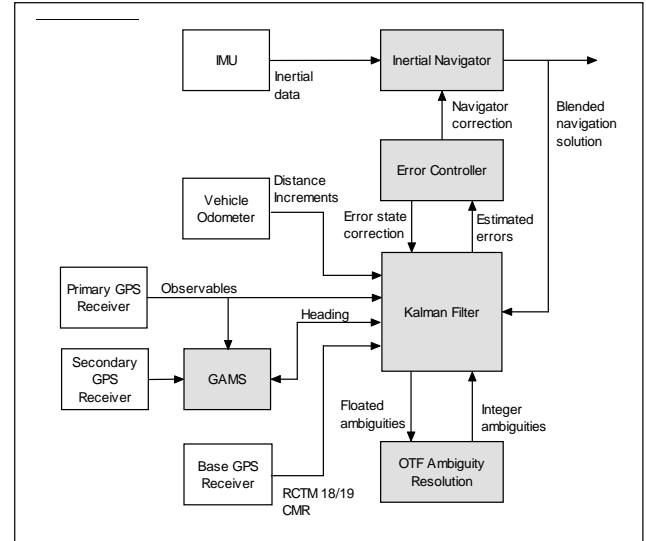 IMU
Inertial Navigator
Inertial
data
Navigator
correction
Blended
navigation
solution
Error Controller
Vehicle
Odometer
Distance
Increments
Error state
correction
Estimated
errors
Primary GPS
Receiver
Observables
Kalman Filter
Heading
Secondary
GPS
Receiver
GAMS
Floated
ambiguities
Integer
ambiguities
Base GPS
Receiver
RCTM 18/19
CMR
OTF Ambiguity
Resolution